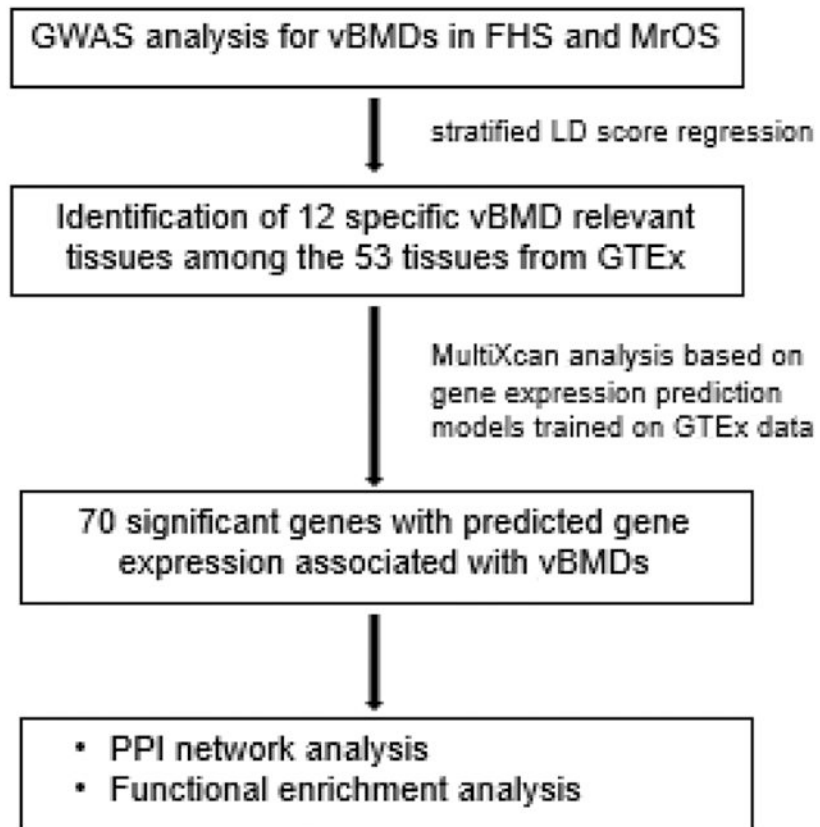 GWAS analysis for vBMDs in FHS and MrOS
stratified LD score regression
Identification of 12 specific vBMD relevant
tissues among the 53 tissues from GTEx
MultiXcan analysis based on
gene expression prediction
models trained on GTEx data
70 significant genes with predicted gene
expression associated with vBMDs
• PPI network analysis
• Functional enrichment analysis